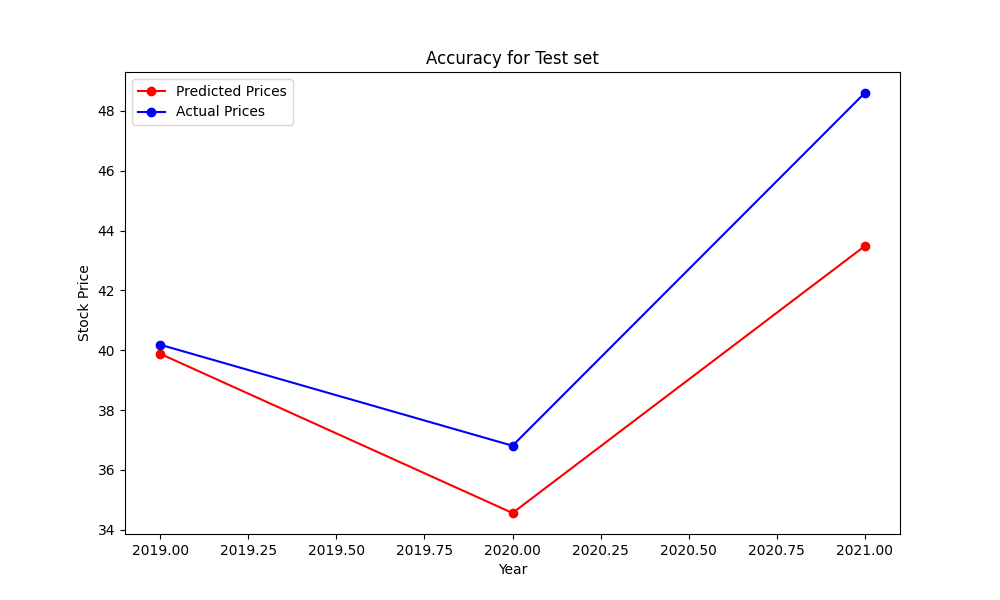 Accuracy for Test set
Predicted Prices
Actual Prices
Stock Price
48
46
44
42
40
38
36
34
2019.00 2019.25 2019.50 2019.75 2020.00 2020.25 2020.50 2020.75 2021.00
Year